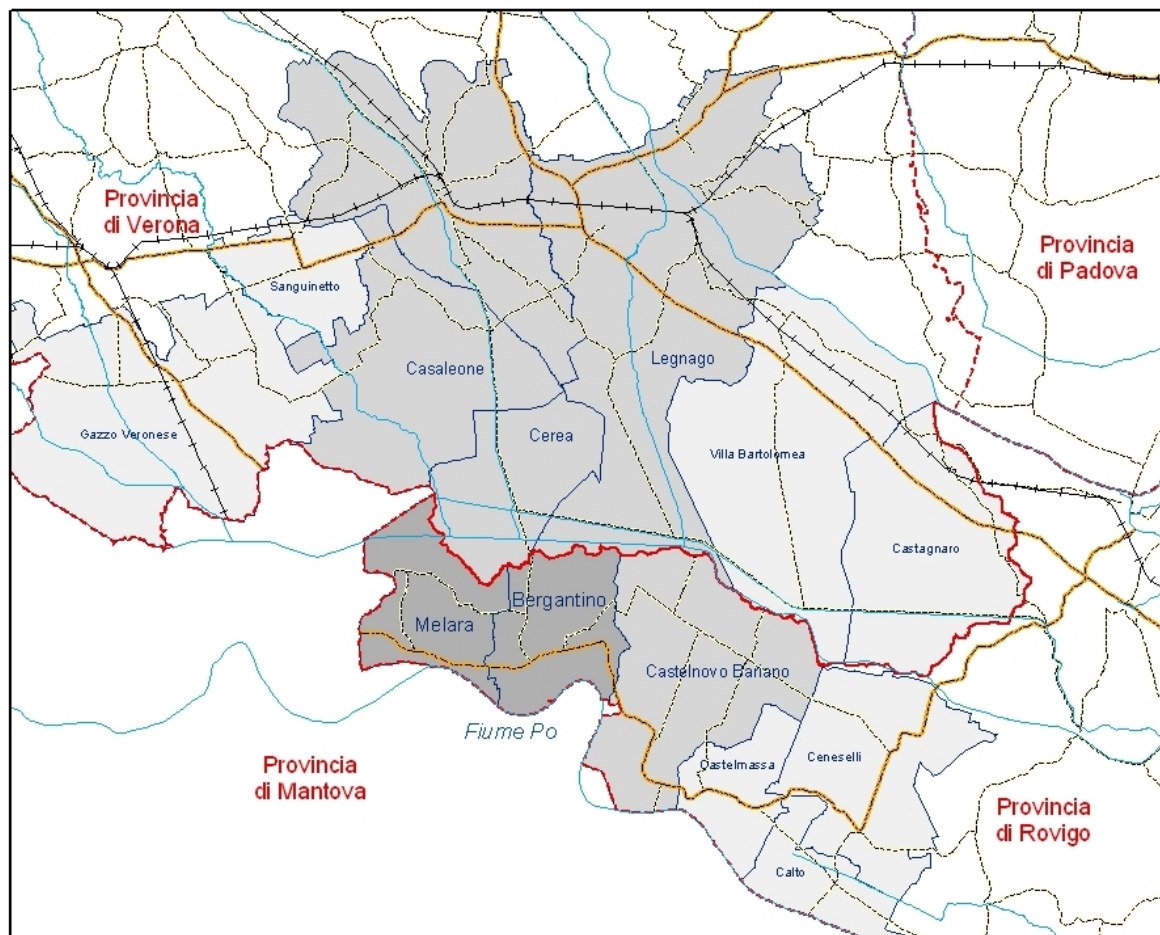 Provincia
di Verona
Provincia
di Padova
Sanguinetto
Casaleone
Legnago
Gazzo Veronese
Cerea
Villa Bartolomea
Castagnaro
Bergantino
Melara
Castelnovo Bariano
Fiume Po
Castelmassa
Ceneselli
Provincia
di Mantova
Provincia
di Rovigo
Calto